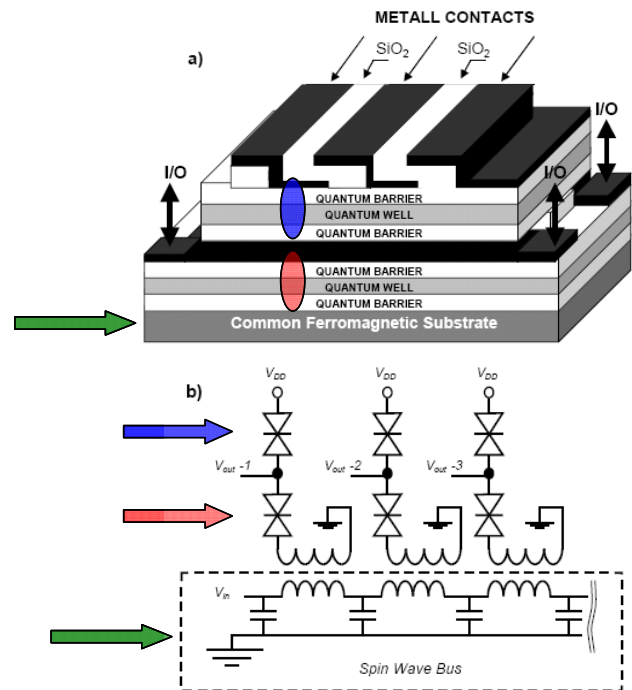 METALL CONTACTS
SiO2
SiO2
a)
I/O
I/O
I/O
QUANTUM BARRIER
QUANTUM WELL
QUANTUM BARRIER
QUANTUM BARRIER
QUANTUM WELL
QUANTUM BARRIER
Common Ferromagnetic Substrate
b)
VDD
VDD
VDD
Vout -1
Vout -2
Vout -3
Vin
Spin Wave Bus